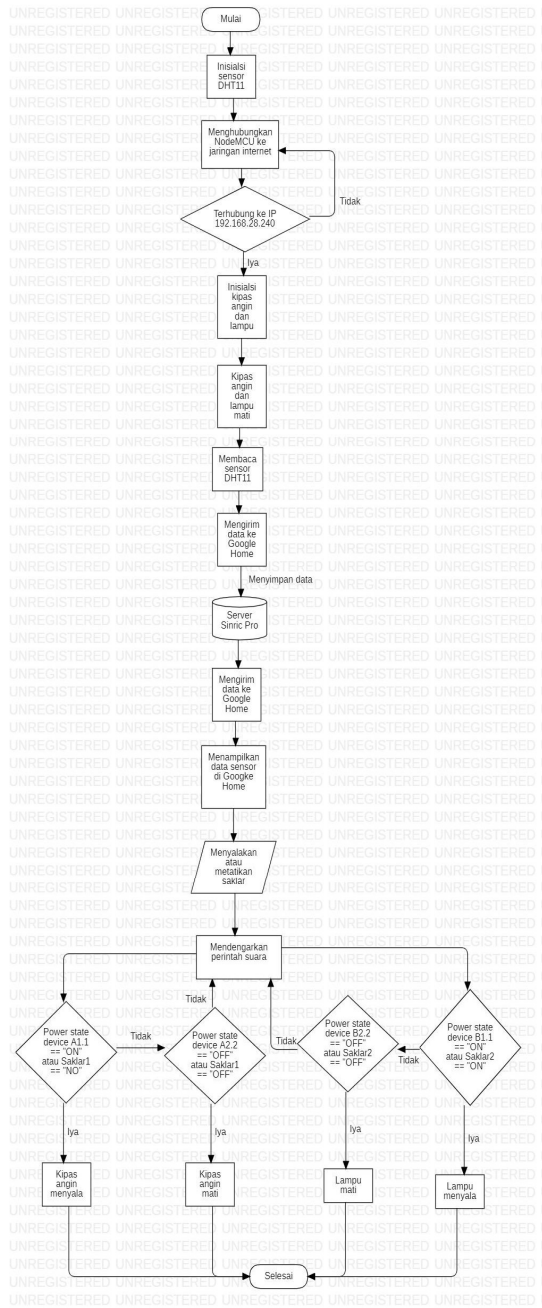 Mulai
Inisialsi
sensor
DHT11
Menghubungkan
NodeMCU ke
jaringan internet
Tidak
Terhubung ke IP
192.168.28.240
Iya
Inisialsi
kipas
angin
dan
lampu
Kipas
angin
dan
lampu
mati
Membaca
sensor
DHT11
Mengirim
data ke
Google
Home
Menyimpan data
Server
Sinric Pro
Mengirim
data ke
Google
Home
Menampilkan
data sensor
di Googke
Home
Menyalakan
atau
metatikan
saklar
Mendengarkan
perintah suara
Power state
device A1.1
== "ON"
atau Saklar1
== "NO"
Tidak
Tidak
Power state
device A2.2
== "OFF"
atau Saklar1
== "OFF"
Tidak
Power state
device B2.2
== "OFF"
atau Saklar2
== "OFF"
Tidak
Power state
device B1.1
== "ON"
atau Saklar2
== "ON"
Iya
Iya
Iya
Iya
Kipas
angin
menyala
Kipas
angin
mati
Lampu
mati
Lampu
menyala
Selesai
UNREGISTERED